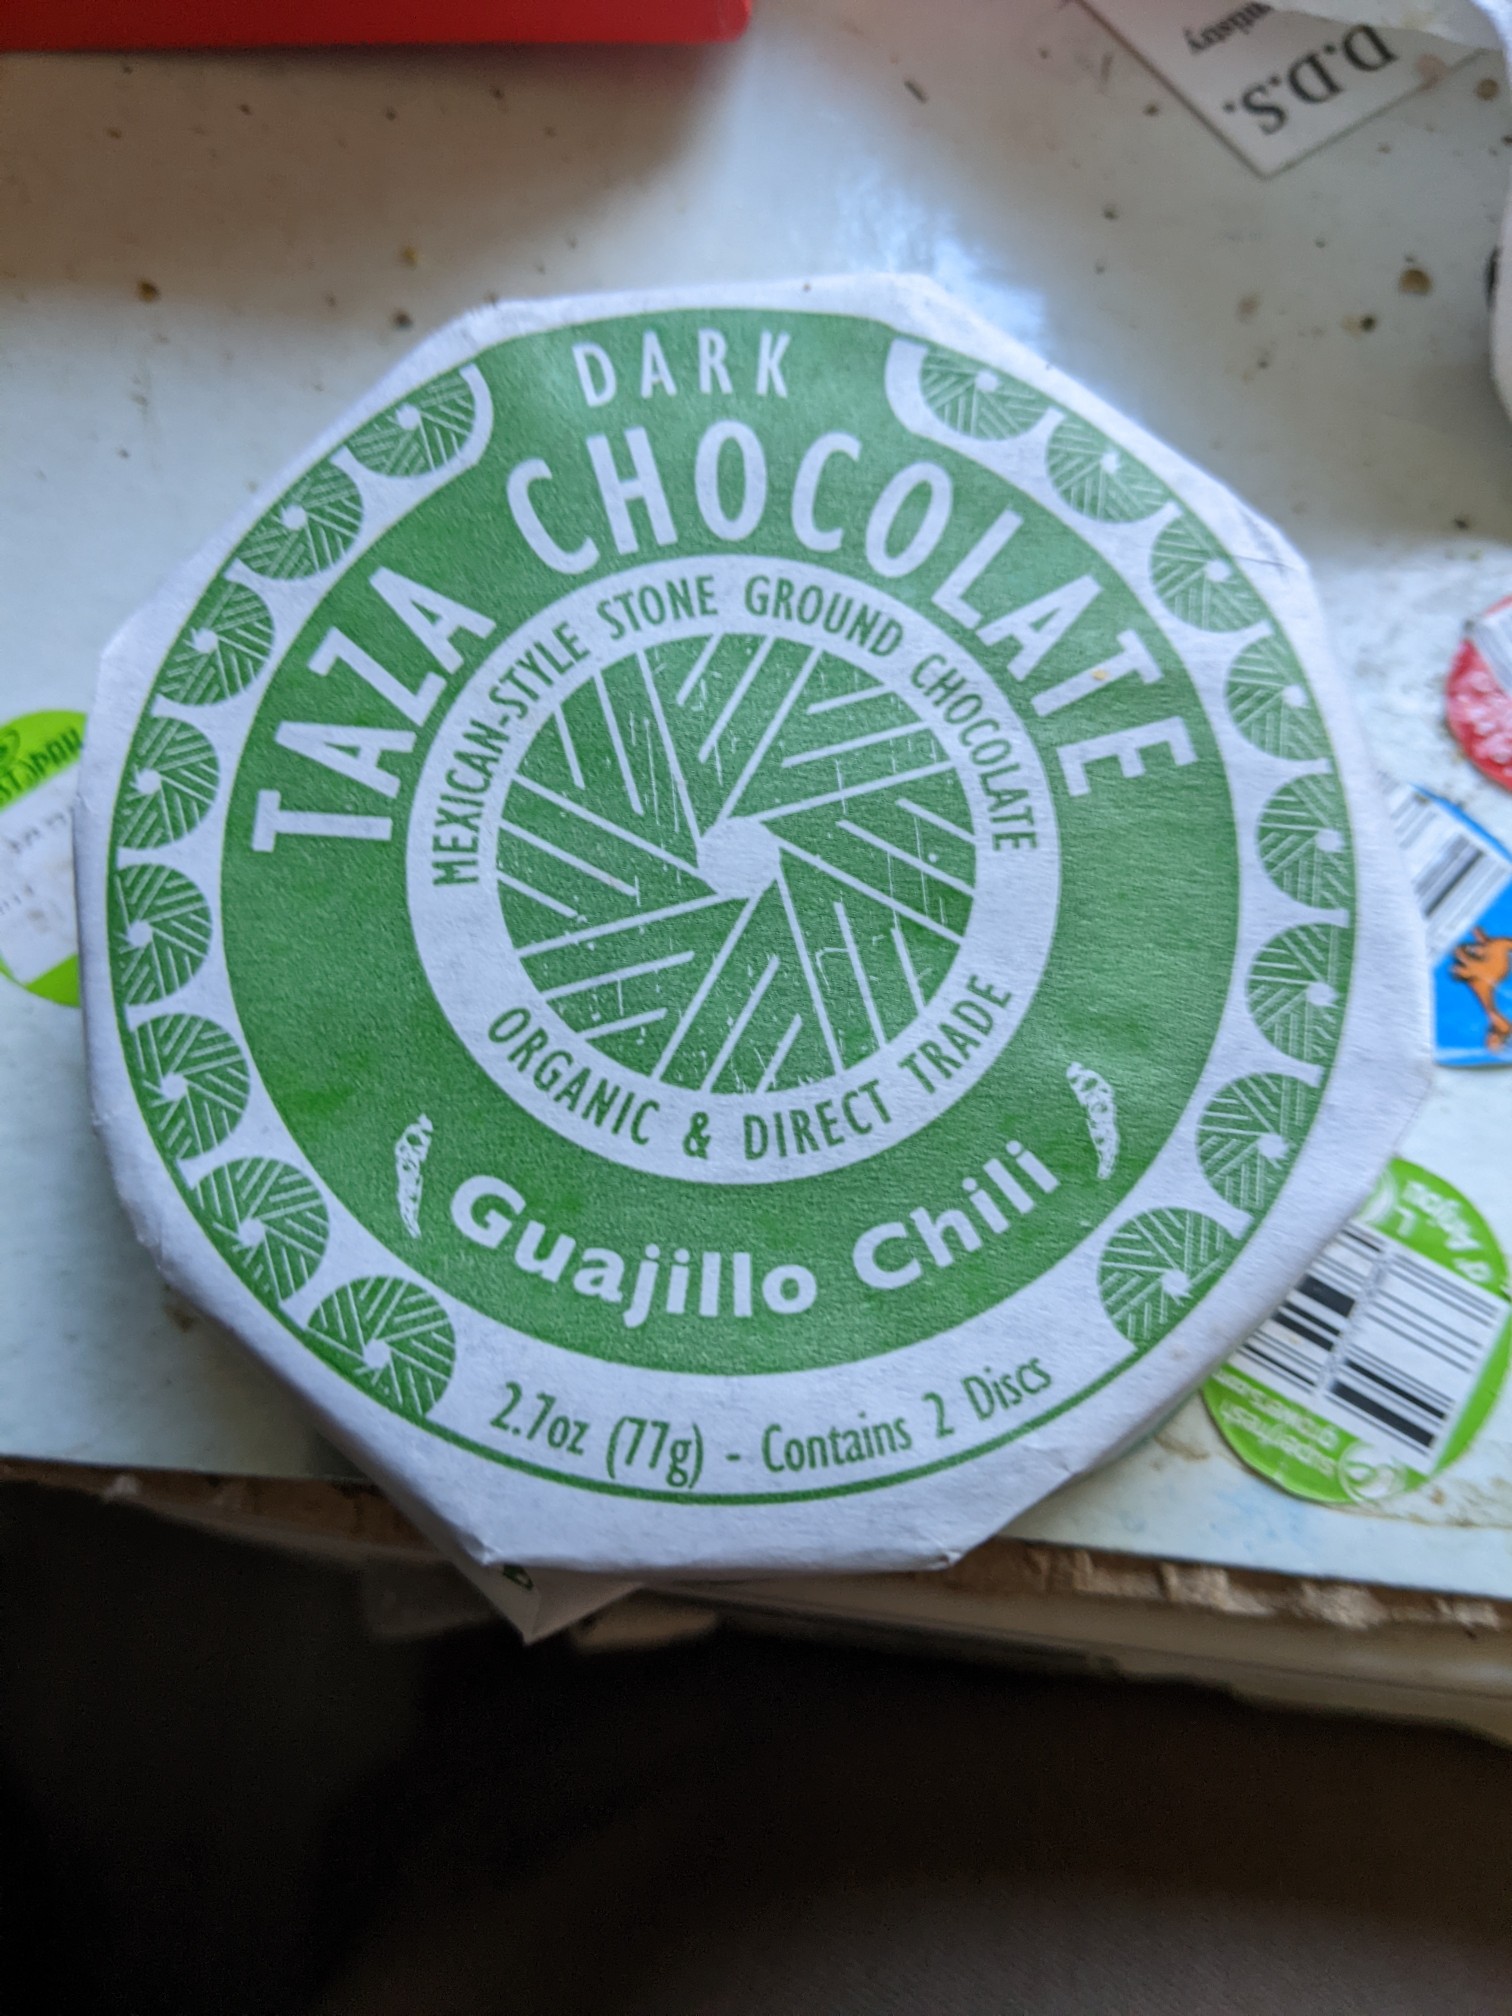 D.D.S.
DARK
TAZA CHOCOLATE
MEXICAN-STYLE STONE GROUND CHOCOLATE
ORGANIC & DIRECT TRADE
Guajillo Chili
2.7oz (77g) - Contains 2 Discs